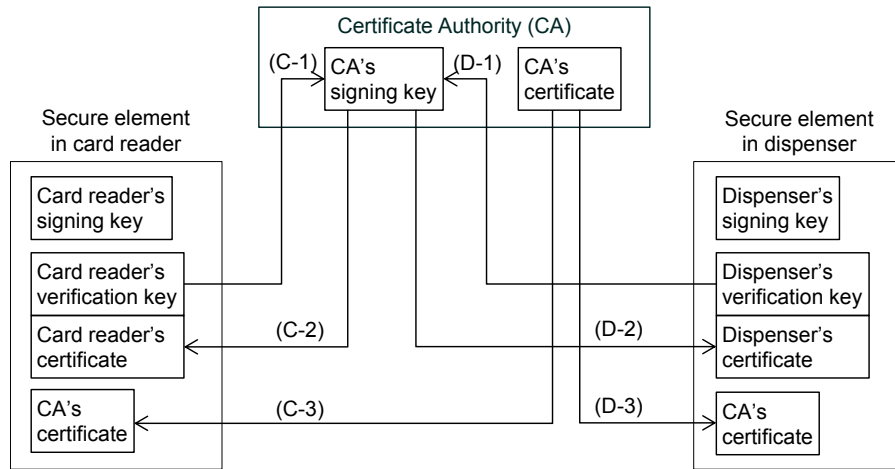 Certificate Authority (CA)
(C-1)
CA's
signing key
(D-1)
CA's
certificate
Secure element
in card reader
Card reader's
signing key
Card reader's
verification key
Card reader's
certificate
CA's
certificate
(C-2)
(C-3)
(D-2)
(D-3)
Secure element
in dispenser
Dispenser's
signing key
Dispenser's
verification key
Dispenser's
certificate
CA's
certificate